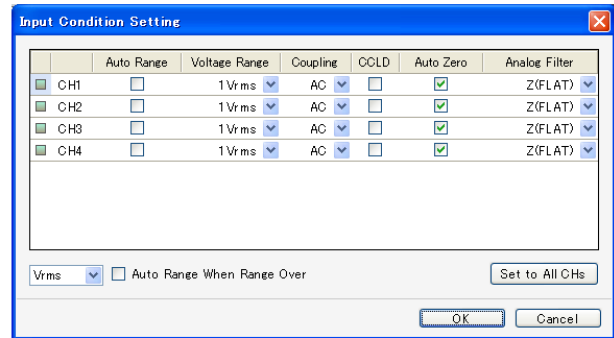 Input Condition Setting
Auto Range Voltage Range Coupling CCLD Auto Zero Analog Filter
CH1 1Vrms AC Z(FLAT)
CH2 1Vrms AC Z(FLAT)
CH3 1Vrms AC Z(FLAT)
CH4 1Vrms AC Z(FLAT)
Vrms Auto Range When Range Over Set to All CHs
OK Cancel